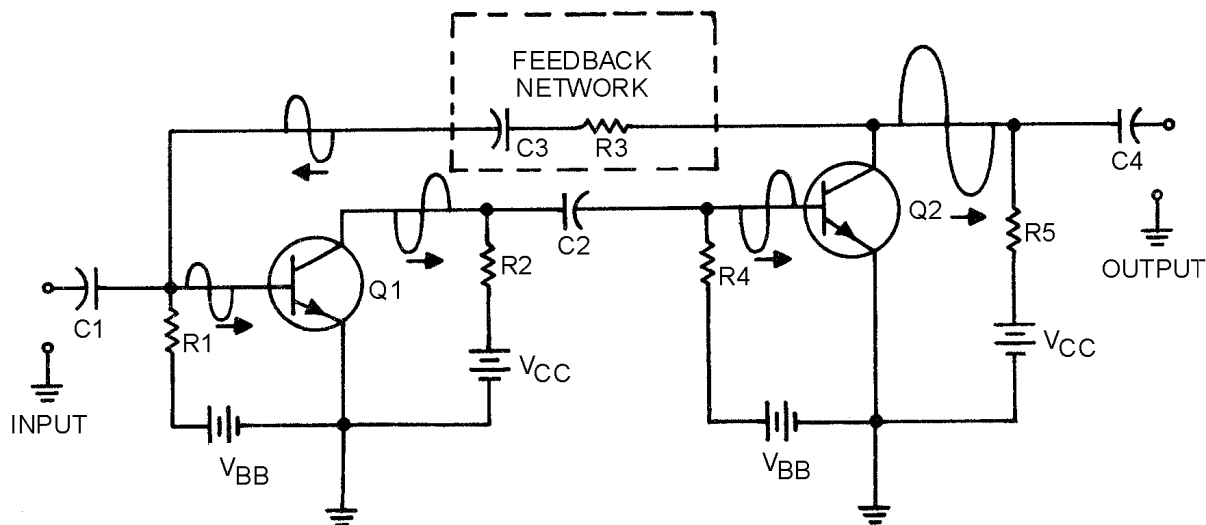 FEEDBACK
NETWORK
C3
R3
C4
Q2
C2
R5
R2
R4
OUTPUT
Q1
C1
R1
VCC
VCC
INPUT
VBB
VBB